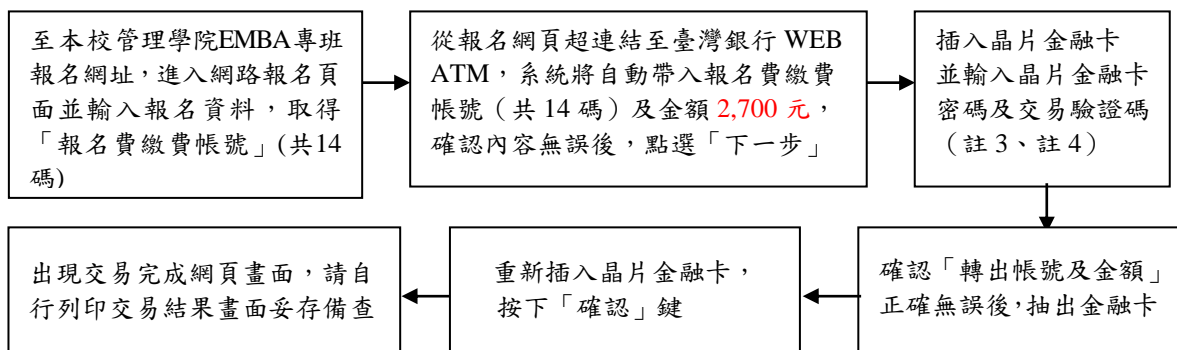 至本校管理學院EMBA專班
報名網址，進入網路報名頁
面並輸入報名資料，取得
「報名費繳費帳號」(共14
碼)
從報名網頁超連結至臺灣銀行 WEB
ATM，系統將自動帶入報名費繳費
帳號（共 14 碼）及金額 2,700 元，
確認內容無誤後，點選「下一步」
插入晶片金融卡
並輸入晶片金融卡
密碼及交易驗證碼
（註 3、註 4）
確認「轉出帳號及金額」
正確無誤後，抽出金融卡
重新插入晶片金融卡，
按下「確認」鍵
出現交易完成網頁畫面，請自
行列印交易結果畫面妥存備查